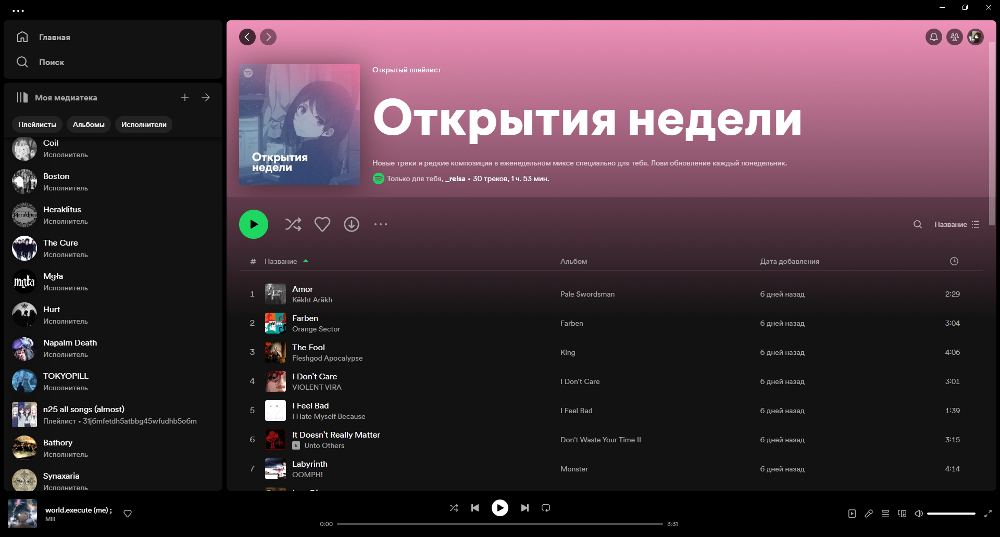 Главная
Поиск
Моя медиатека
Плейлисты
Альбомы
Исполнители
Coil
Исполнитель
Boston
Исполнитель
Heraklitus
Исполнитель
The Cure
Исполнитель
Mgła
Исполнитель
Hurt
Исполнитель
Napalm Death
Исполнитель
TOKYOPILL
Исполнитель
n25 all songs (almost)
Плейлист • 31j6mfetdh5atbbg45wfudhb5o6m
Bathory
Исполнитель
Synaxaria
Исполнитель
Открытия
недели
Открытый плейлист
Открытия недели
Новые треки и редкие композиции в еженедельном миксе специально для тебя. Лови обновление каждый понедельник.
Только для тебя, _relsa • 30 треков, 1 ч. 53 мин.
Название
# Название Альбом Дата добавления
1 Amor Pale Swordsman 6 дней назад 2:29
Këkht Aräkh
2 Farben Farben 6 дней назад 3:04
Orange Sector
3 The Fool King 6 дней назад 4:06
Fleshgod Apocalypse
4 I Don't Care I Don't Care 6 дней назад 3:01
VIOLENT VIRA
5 I Feel Bad I Feel Bad 6 дней назад 1:39
I Hate Myself Because
6 It Doesn't Really Matter Don't Waste Your Time II 6 дней назад 3:15
E Unto Others
7 Labyrinth Monster 6 дней назад 4:14
OOMPH!
world.execute (me) ;
Mili
0:00
3:31